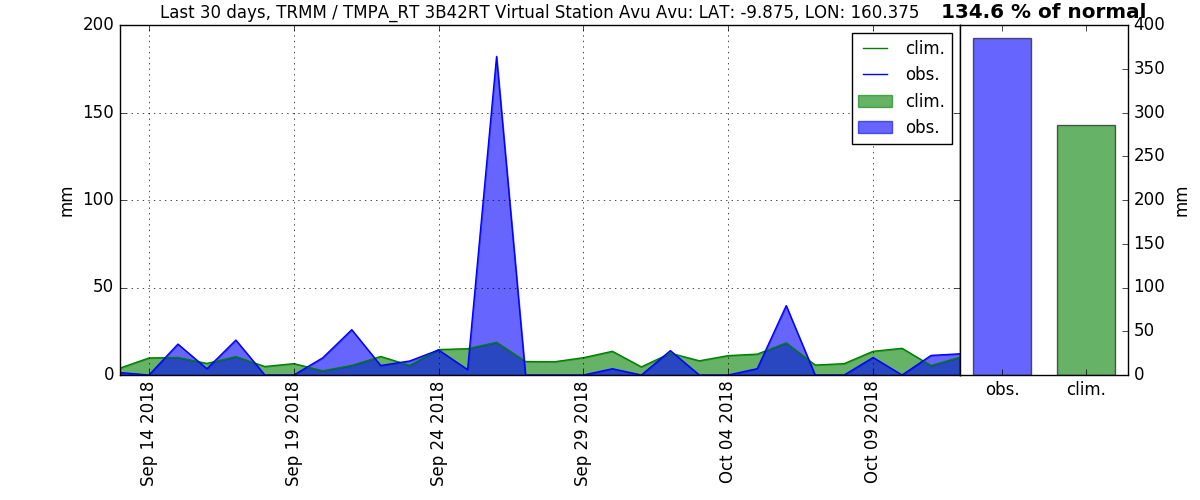 Last 30 days, TRMM / TMPA_RT 3B42RT Virtual Station Avu Avu: LAT: -9.875, LON: 160.375
134.6 % of normal
200
150
100
50
0
mm
clim.
obs.
clim.
obs.
Sep 14 2018
Sep 19 2018
Sep 24 2018
Sep 29 2018
Oct 04 2018
Oct 09 2018
400
350
300
250
200
150
100
50
0
mm
obs.
clim.